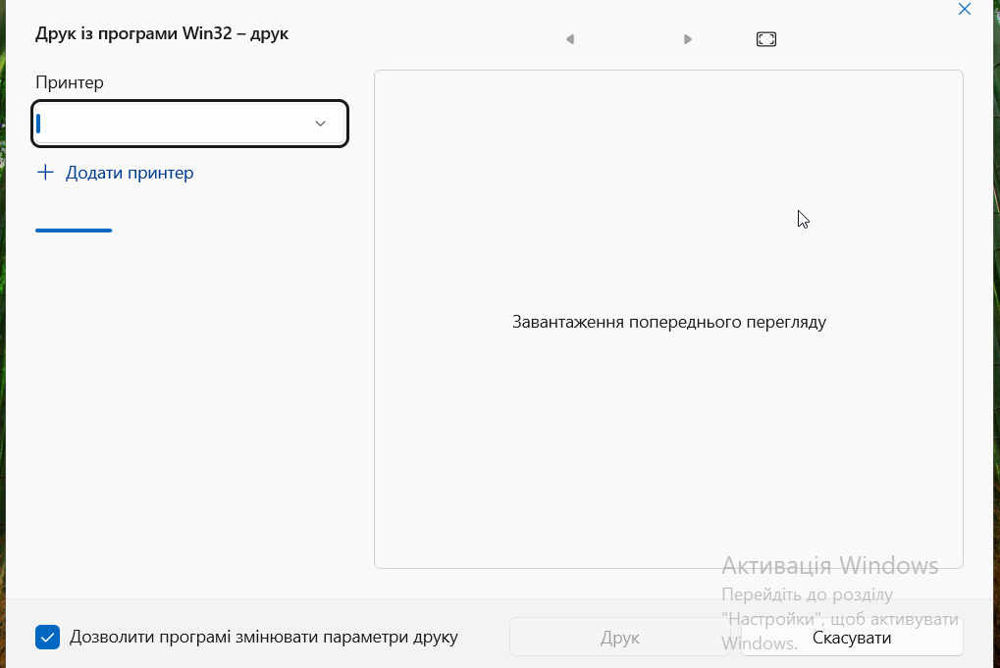 Друк із програми Win32 – друк
Принтер
Додати принтер
Завантаження попереднього перегляду
Активація Windows
Перейдіть до розділу
"Настройки", щоб активувати
Windows.
Дозволити програмі змінювати параметри друку
Друк
Скасувати